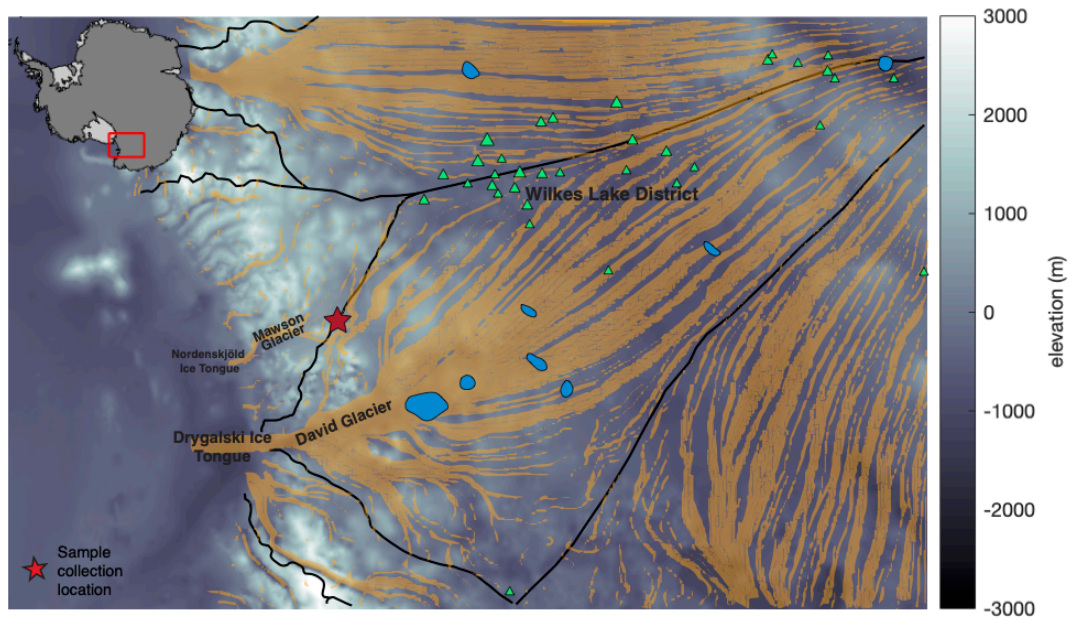 Wilkes Lake District
Mawson
Glacier
Nordenskjöld
Ice Tongue
David Glacier
Drygalski Ice
Tongue
Sample
collection
location
3000
2000
1000
0
-1000
-2000
-3000
elevation (m)